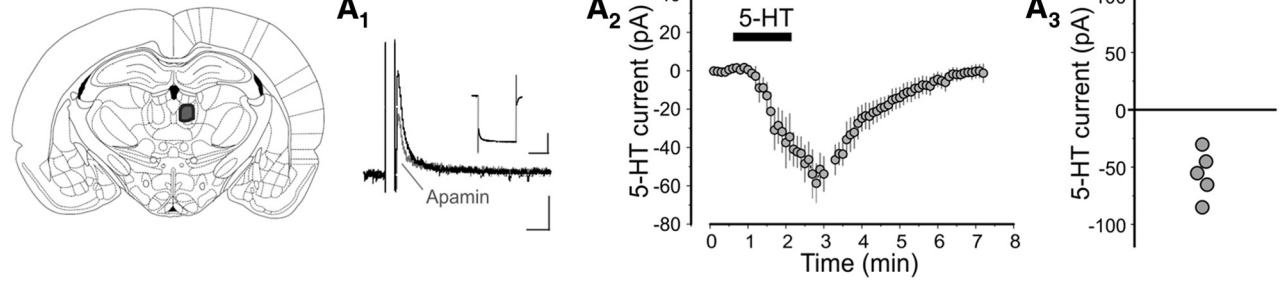 A1
Apamin
A2
5-HT current (pA)
20
0
-20
-40
-60
-80
5-HT
0 1 2 3 4 5 6 7 8
Time (min)
A3
5-HT current (pA)
50
0
-50
-100